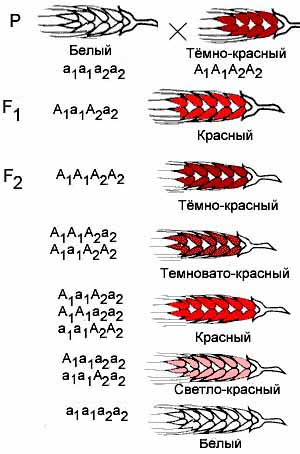 P
Белый Тёмно-красный
a₁a₁a₂a₂ A₁A₁A₂A₂
F₁ A₁a₁A₂a₂
Красный
F₂ A₁A₁A₂A₂
Тёмно-красный
A₁A₁A₂a₂
A₁a₁A₂A₂
Темновато-красный
A₁a₁A₂a₂
A₁A₁a₂a₂
a₁a₁A₂A₂
Красный
A₁a₁a₂a₂
a₁a₁A₂a₂
Светло-красный
a₁a₁a₂a₂
Белый